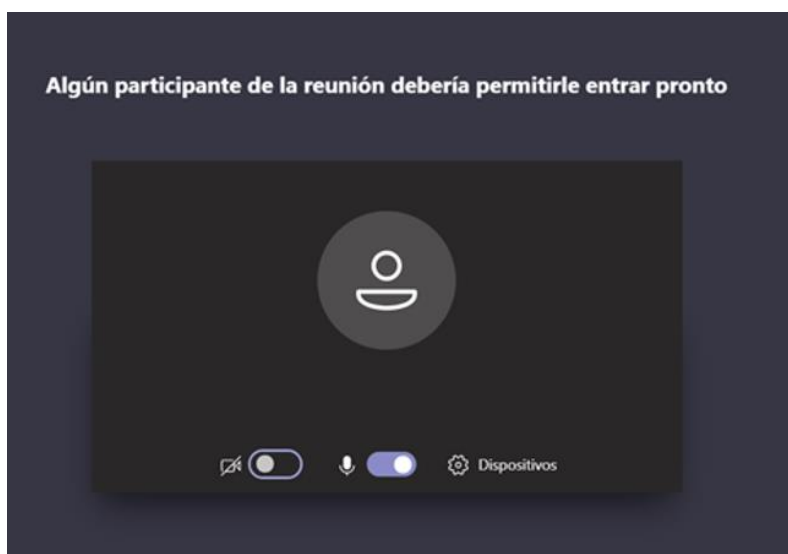 Algún participante de la reunión debería permitirle entrar pronto
Dispositivos